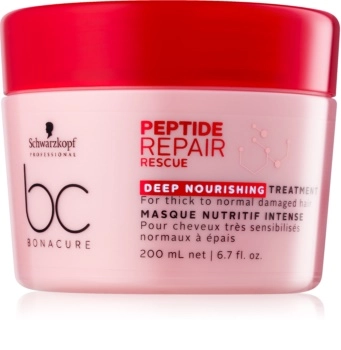 Schwarzkopf
PROFESSIONAL
bc
BONACURE
PEPTIDE
REPAIR
RESCUE
DEEP NOURISHING TREATMENT
For thick to normal damaged hair
MASQUE NUTRITIF INTENSE
Pour cheveux très sensibilisés
normaux à épais
200 mL net | 6.7 fl. oz.